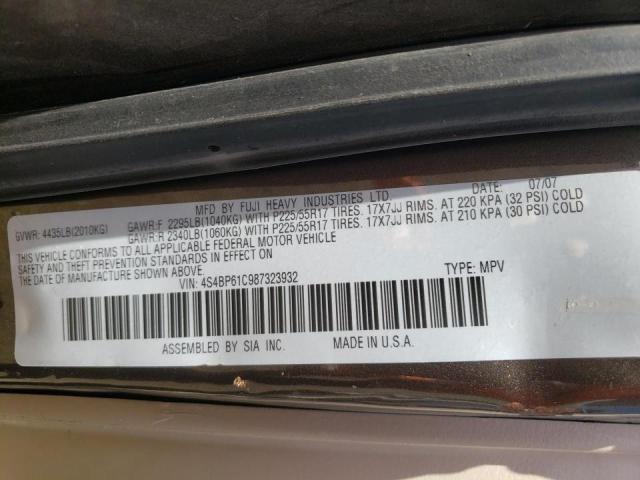 MFD BY FUJI HEAVY INDUSTRIES LTD. DATE: 07/07
GVWR: 4435LB(2010KG) GAWR:F 2295LB(1040KG) WITH P225/55R17 TIRES. 17X7JJ RIMS. AT 220 KPA (32 PSI) COLD
GAWR:R 2340LB(1060KG) WITH P225/55R17 TIRES. 17X7JJ RIMS. AT 210 KPA (30 PSI) COLD
THIS VEHICLE CONFORMS TO ALL APPLICABLE FEDERAL MOTOR VEHICLE
SAFETY AND THEFT PREVENTION STANDARDS IN EFFECT ON
THE DATE OF MANUFACTURE SHOWN ABOVE.
VIN: 4S4BP61C987323932 TYPE: MPV
ASSEMBLED BY SIA INC. MADE IN U.S.A.